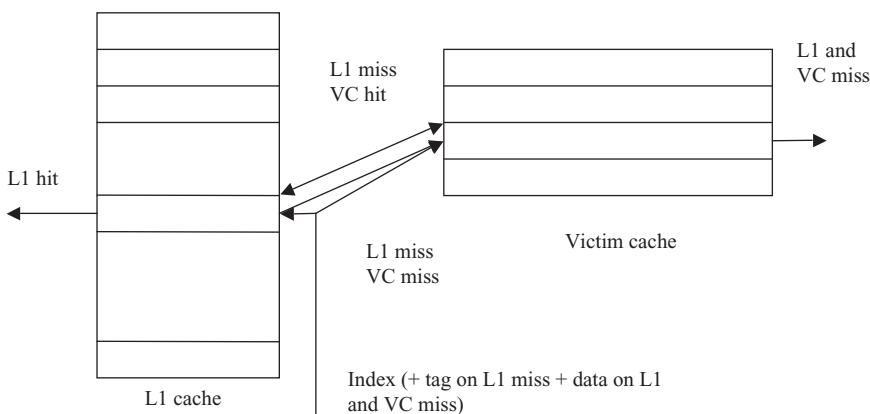 L1 miss
VC hit
L1 and
VC miss
L1 hit
Victim cache
L1 miss
VC miss
Index (+ tag on L1 miss + data on L1
and VC miss)
L1 cache